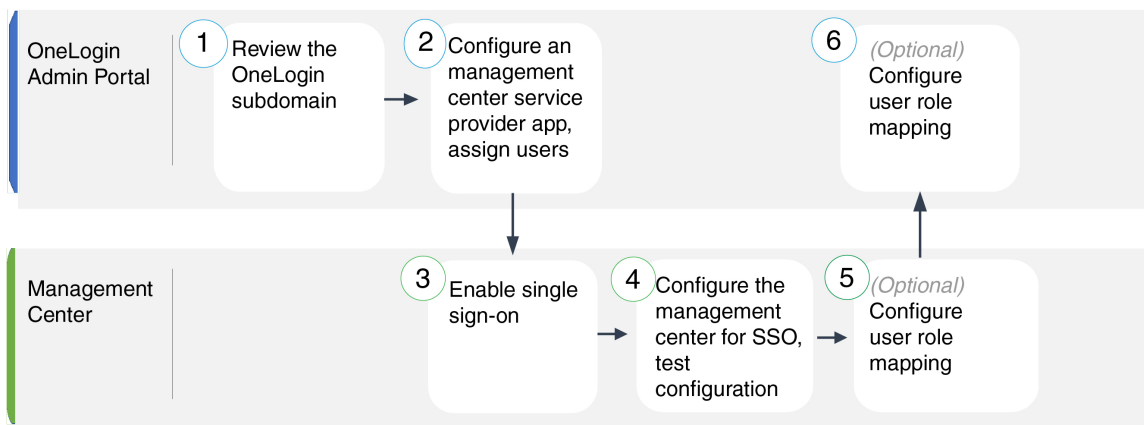 OneLogin
Admin Portal
1
Review the
OneLogin
subdomain
2
Configure an
management
center service
provider app,
assign users
6
(Optional)
Configure
user role
mapping
Management
Center
3
Enable single
sign-on
4
Configure the
management
center for SSO,
test
configuration
5
(Optional)
Configure
user role
mapping